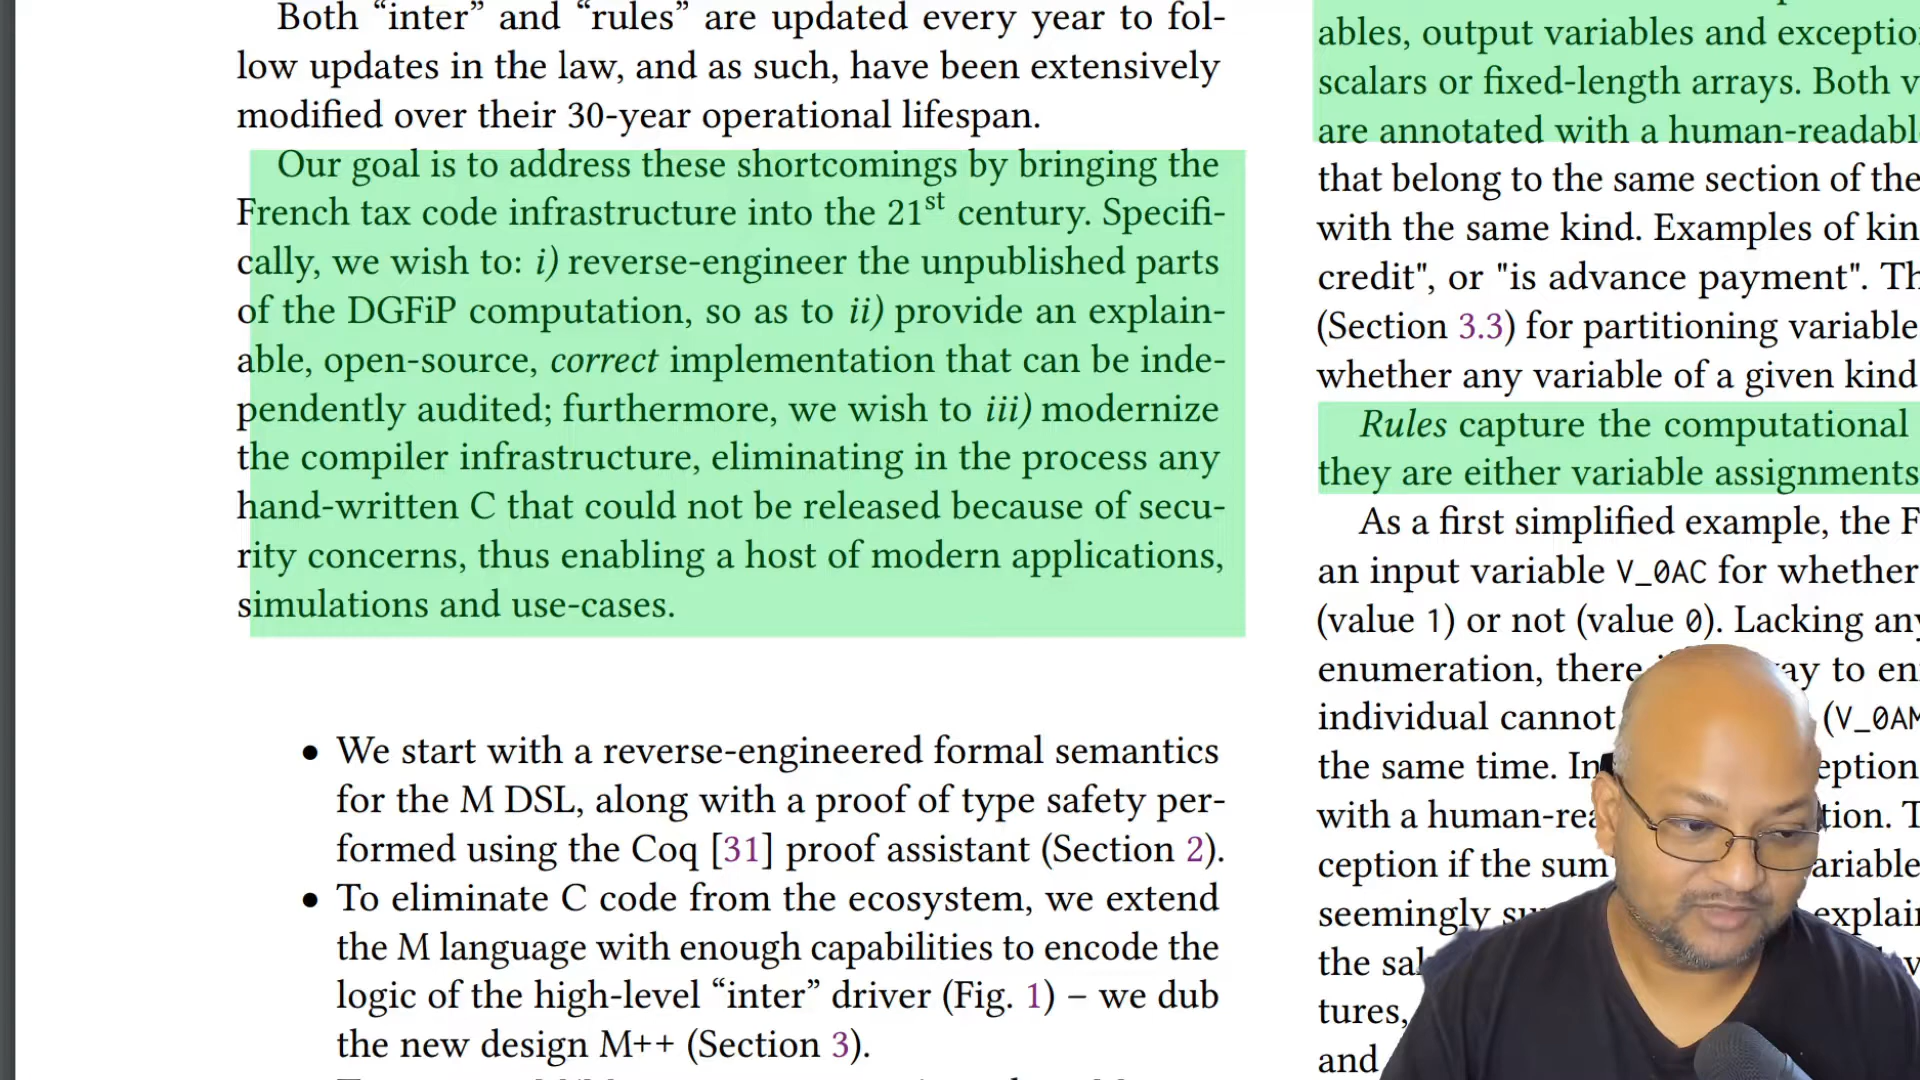 Both “inter” and “rules” are updated every year to fol-
low updates in the law, and as such, have been extensively
modified over their 30-year operational lifespan.
Our goal is to address these shortcomings by bringing the
French tax code infrastructure into the 21st century. Specifi-
cally, we wish to: i) reverse-engineer the unpublished parts
of the DGFiP computation, so as to ii) provide an explain-
able, open-source, correct implementation that can be inde-
pendently audited; furthermore, we wish to iii) modernize
the compiler infrastructure, eliminating in the process any
hand-written C that could not be released because of secu-
rity concerns, thus enabling a host of modern applications,
simulations and use-cases.
• We start with a reverse-engineered formal semantics
for the M DSL, along with a proof of type safety per-
formed using the Coq [31] proof assistant (Section 2).
• To eliminate C code from the ecosystem, we extend
the M language with enough capabilities to encode the
logic of the high-level “inter” driver (Fig. 1) – we dub
the new design M++ (Section 3).
ables, output variables and exceptio
scalars or fixed-length arrays. Both v
are annotated with a human-readabl
that belong to the same section of the
with the same kind. Examples of kin
credit", or "is advance payment". Th
(Section 3.3) for partitioning variable
whether any variable of a given kind
Rules capture the computational
they are either variable assignments
As a first simplified example, the F
an input variable V_0AC for whether
(value 1) or not (value 0). Lacking any
enumeration, there way to en
individual cannot (V_0AM
the same time. In eption
with a human-rea tion. T
ception if the sum ariable
seemingly explai
the sal
tures,
and